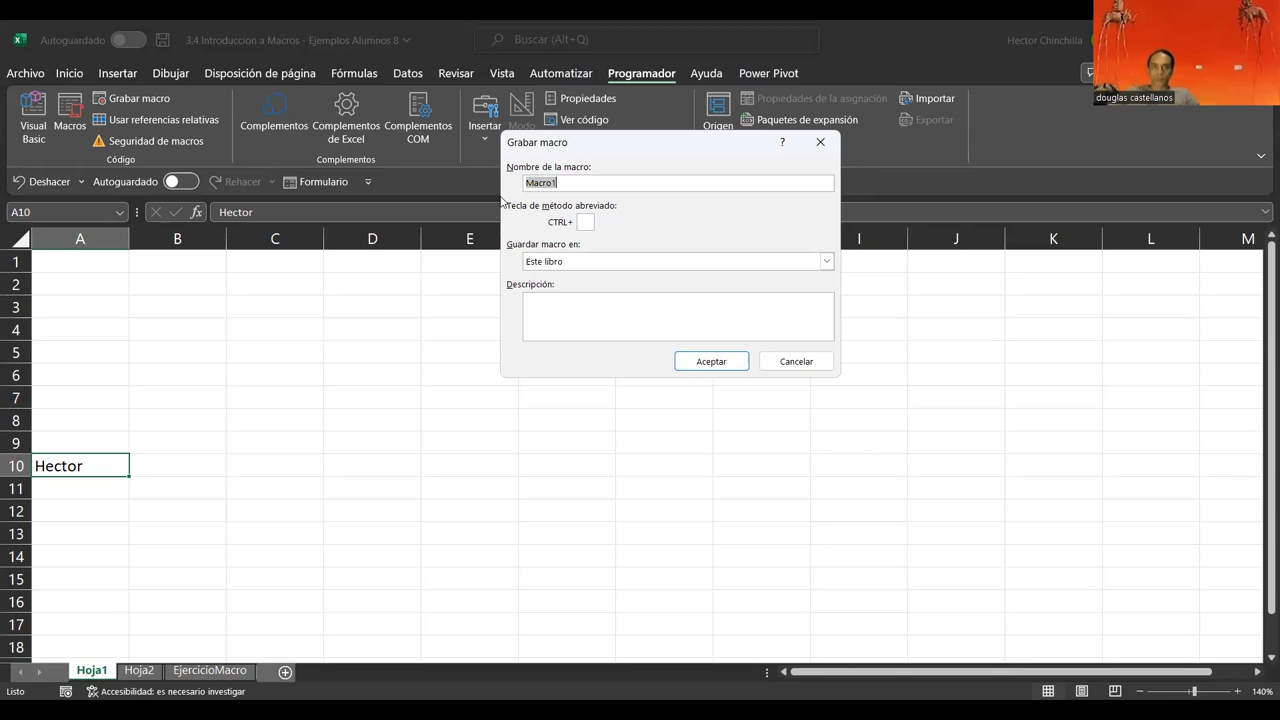 Autoguardado
3.4 Introduccion a Macros - Ejemplos Alumnos 8
Buscar (Alt+Q)
Hector Chinchilla
douglas castellanos
Archivo Inicio Insertar Dibujar Disposición de página Fórmulas Datos Revisar Vista Automatizar Programador Ayuda Power Pivot
Visual Basic
Macros
Grabar macro
Usar referencias relativas
Seguridad de macros
Código
Complementos
Complementos de Excel
Complementos COM
Complementos
Insertar
Modo
Propiedades
Ver código
Origen
Propiedades de la asignación
Paquetes de expansión
Importar
Exportar
Deshacer Autoguardado Rehacer Formulario
A10 Hector
A B C D E I J K L M
1
2
3
4
5
6
7
8
9
10 Hector
11
12
13
14
15
16
17
18
Grabar macro ?
Nombre de la macro:
Macro1
Tecla de método abreviado:
CTRL+
Guardar macro en:
Este libro
Descripción:
Aceptar Cancelar
Hoja1 Hoja2 EjercicioMacro
Listo Accesibilidad: es necesario investigar 140%